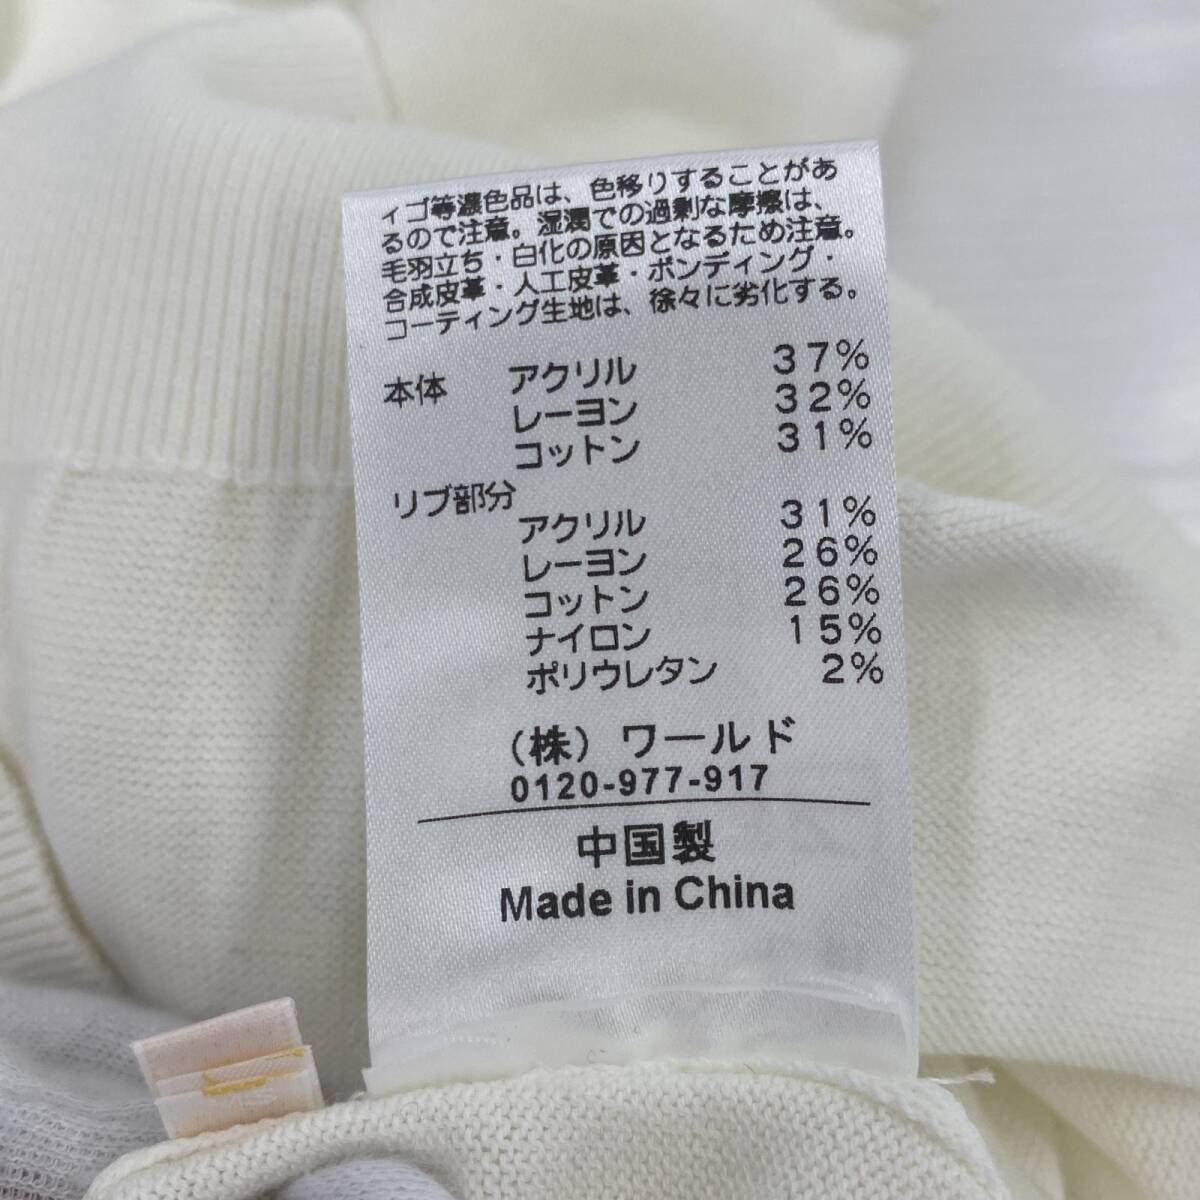 ィゴ等濃色品は、色移りすることがあ
るので注意。湿潤での過剰な摩擦は、
毛羽立ち・白化の原因となるため注意。
合成皮革・人工皮革・ボンディング・
コーティング生地は、徐々に劣化する。
本体 アクリル 37%
レーヨン 32%
コットン 31%
リブ部分
アクリル 31%
レーヨン 26%
コットン 26%
ナイロン 15%
ポリウレタン 2%
(株) ワールド
0120-977-917
中国製
Made in China